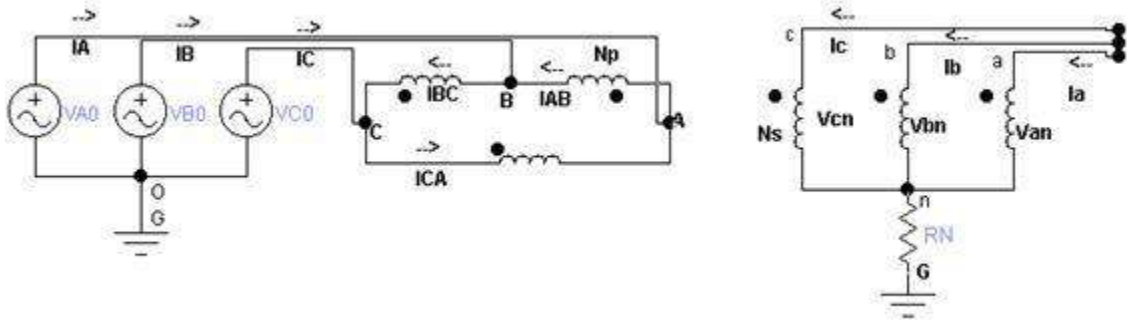 -->
IA
-->
IB
-->
IC
Np
<--
IBC
B
<--
IAB
VA0
VB0
VC0
C
A
-->
ICA
O
G
c
<--
Ic
b
<--
Ib
a
<--
Ia
Ns
Vcn
Vbn
Van
n
RN
G